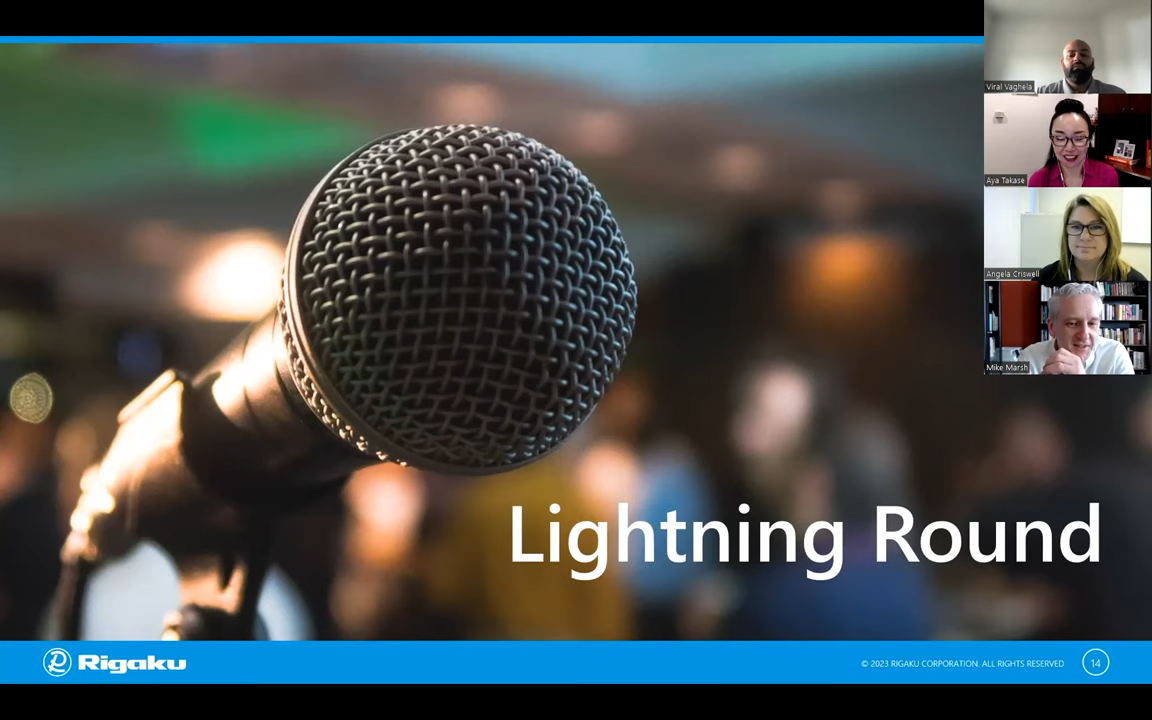 Viral Vaghela
Aya Takase
Angela Criswell
Mike Marsh
Lightning Round
Rigaku
© 2023 RIGAKU CORPORATION. ALL RIGHTS RESERVED
14